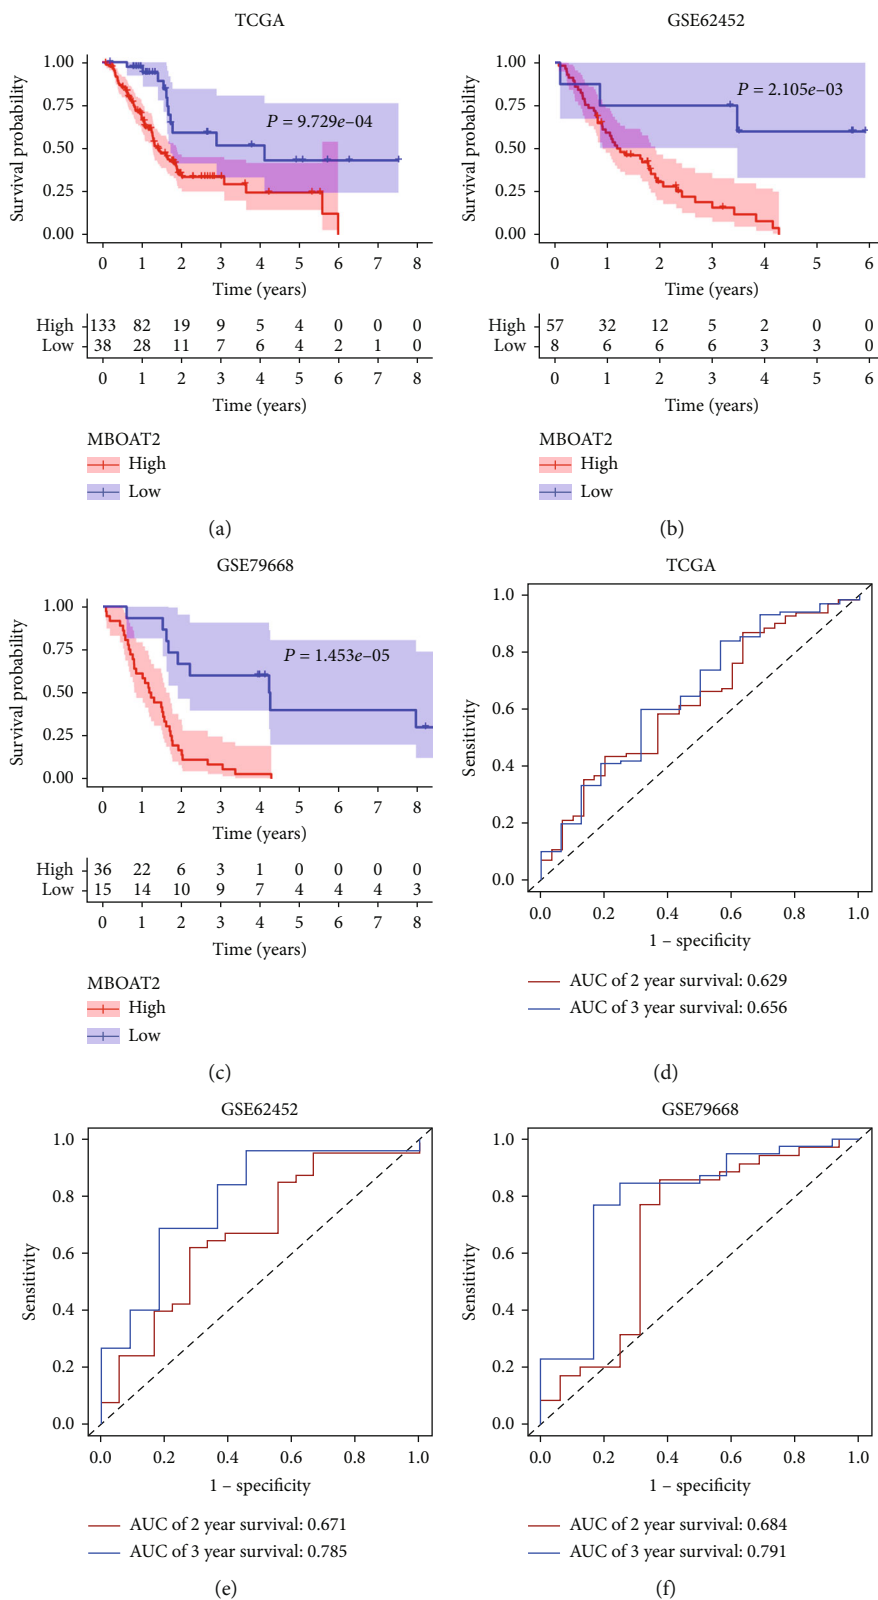 TCGA
Survival probability
1.00
0.75
0.50
0.25
0.00
P = 9.729e–04
0 1 2 3 4 5 6 7 8
Time (years)
High 133 82 19 9 5 4 0 0 0
Low 38 28 11 7 6 4 2 1 0
0 1 2 3 4 5 6 7 8
Time (years)
MBOAT2
High
Low
(a)
GSE62452
Survival probability
1.00
0.75
0.50
0.25
0.00
P = 2.105e–03
0 1 2 3 4 5 6
Time (years)
High 57 32 12 5 2 0 0
Low 8 6 6 6 3 3 0
0 1 2 3 4 5 6
Time (years)
MBOAT2
High
Low
(b)
GSE79668
Survival probability
1.00
0.75
0.50
0.25
0.00
P = 1.453e–05
0 1 2 3 4 5 6 7 8
Time (years)
High 36 22 6 3 1 0 0 0 0
Low 15 14 10 9 7 4 4 4 3
0 1 2 3 4 5 6 7 8
Time (years)
MBOAT2
High
Low
(c)
TCGA
Sensitivity
1.0
0.8
0.6
0.4
0.2
0.0
0.0 0.2 0.4 0.6 0.8 1.0
1 – specificity
AUC of 2 year survival: 0.629
AUC of 3 year survival: 0.656
(d)
GSE62452
Sensitivity
1.0
0.8
0.6
0.4
0.2
0.0
0.0 0.2 0.4 0.6 0.8 1.0
1 – specificity
AUC of 2 year survival: 0.671
AUC of 3 year survival: 0.785
(e)
GSE79668
Sensitivity
1.0
0.8
0.6
0.4
0.2
0.0
0.0 0.2 0.4 0.6 0.8 1.0
1 – specificity
AUC of 2 year survival: 0.684
AUC of 3 year survival: 0.791
(f)